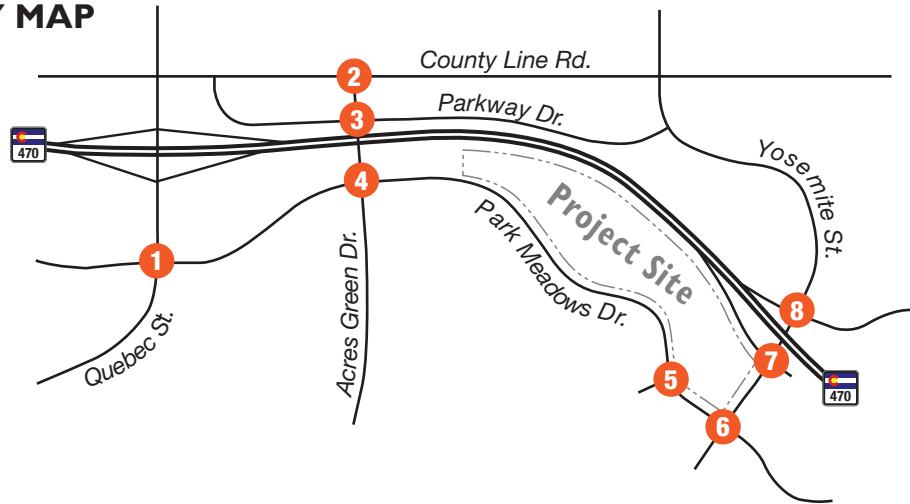 Y MAP
County Line Rd.
2
3
Parkway Dr.
470
Yosemite St.
4
Project Site
Park Meadows Dr.
1
Acres Green Dr.
Quebec St.
8
7
5
470
6